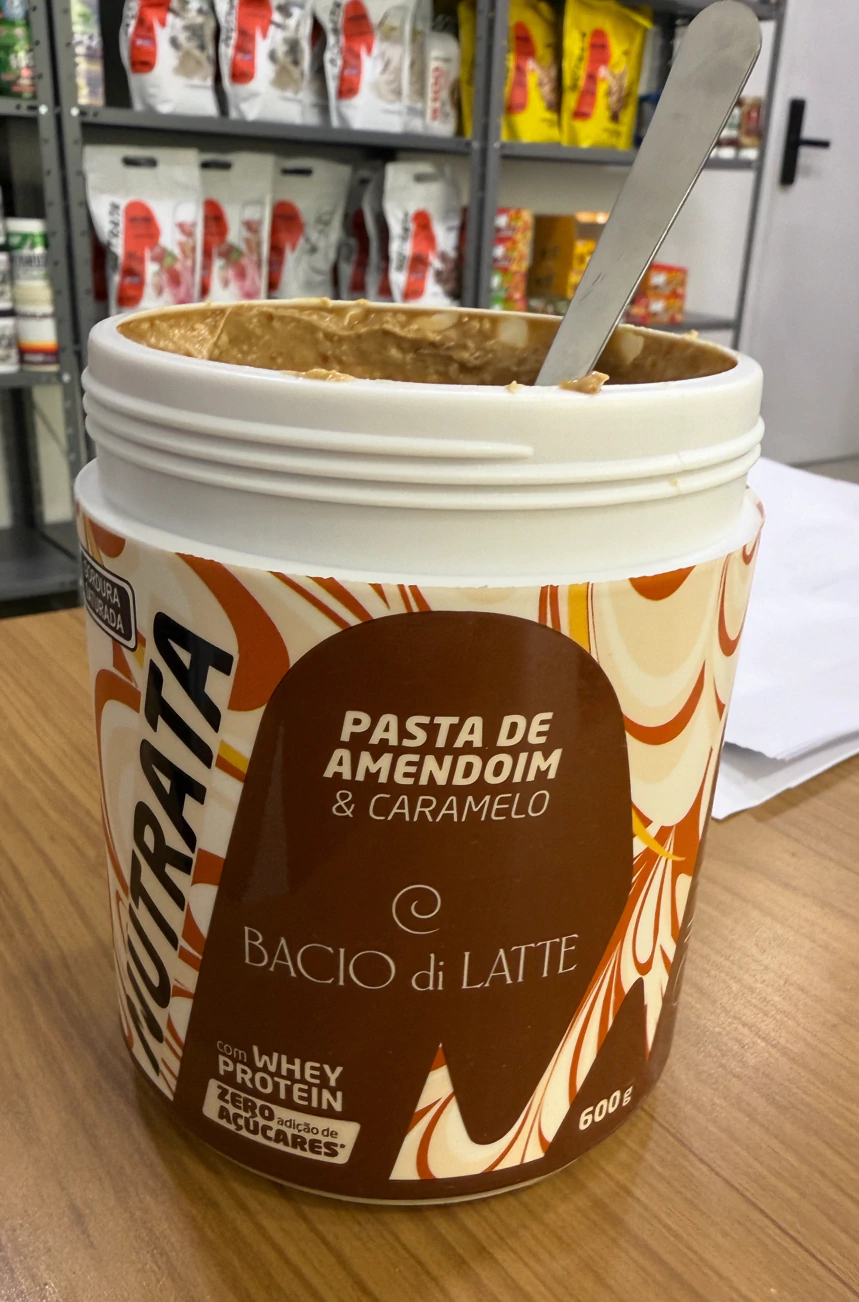 NUTRATA
PASTA DE
AMENDOIM
& CARAMELO
BACIO di LATTE
com WHEY
PROTEIN
ZERO adição de
AÇÚCARES*
600g